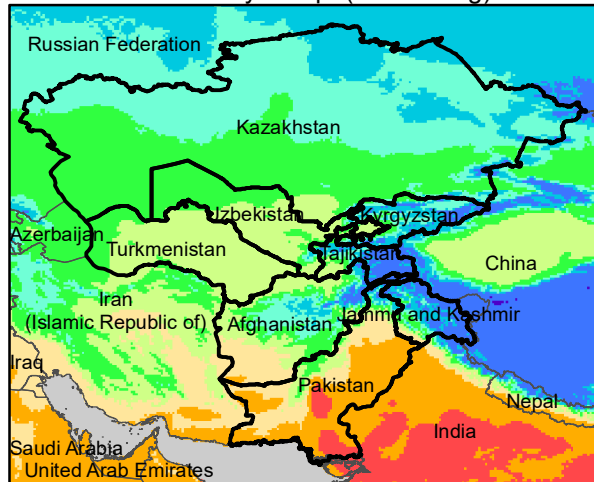 Russian Federation
Kazakhstan
Uzbekistan
Kyrgyzstan
Azerbaijan
Turkmenistan
Tajikistan
China
Iran
(Islamic Republic of)
Afghanistan
Jammu and Kashmir
Iraq
Pakistan
Nepal
India
Saudi Arabia
United Arab Emirates